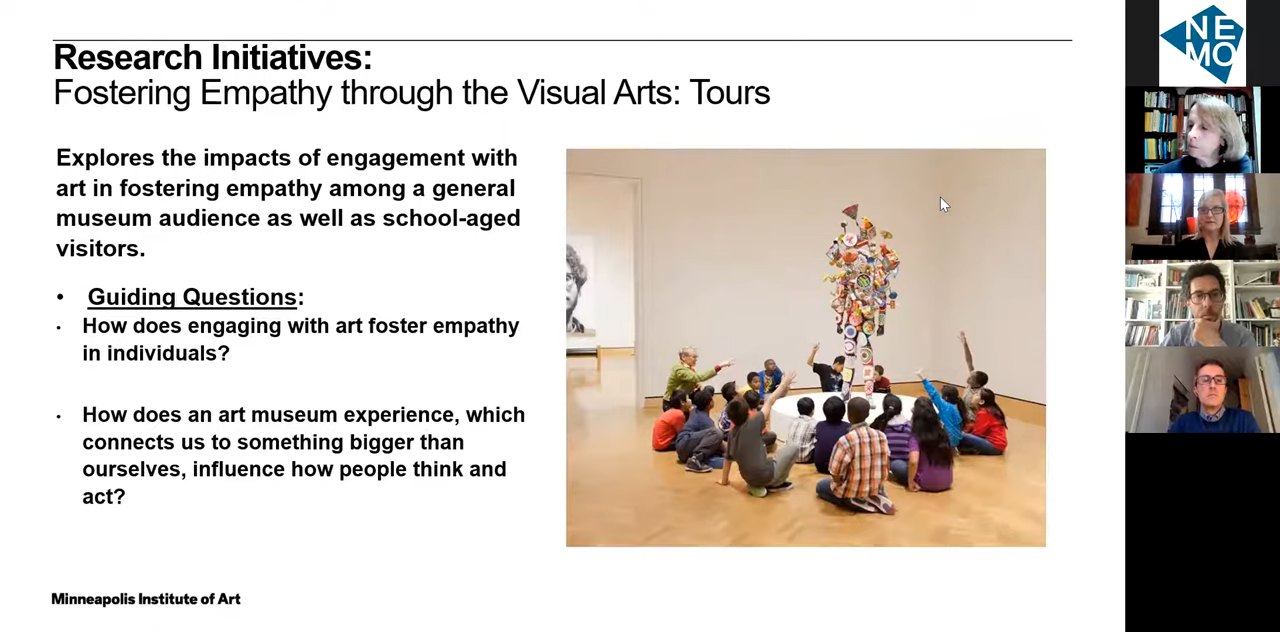 Research Initiatives:
Fostering Empathy through the Visual Arts: Tours
Explores the impacts of engagement with
art in fostering empathy among a general
museum audience as well as school-aged
visitors.
• Guiding Questions:
• How does engaging with art foster empathy
in individuals?
• How does an art museum experience, which
connects us to something bigger than
ourselves, influence how people think and
act?
Minneapolis Institute of Art
NE
MO